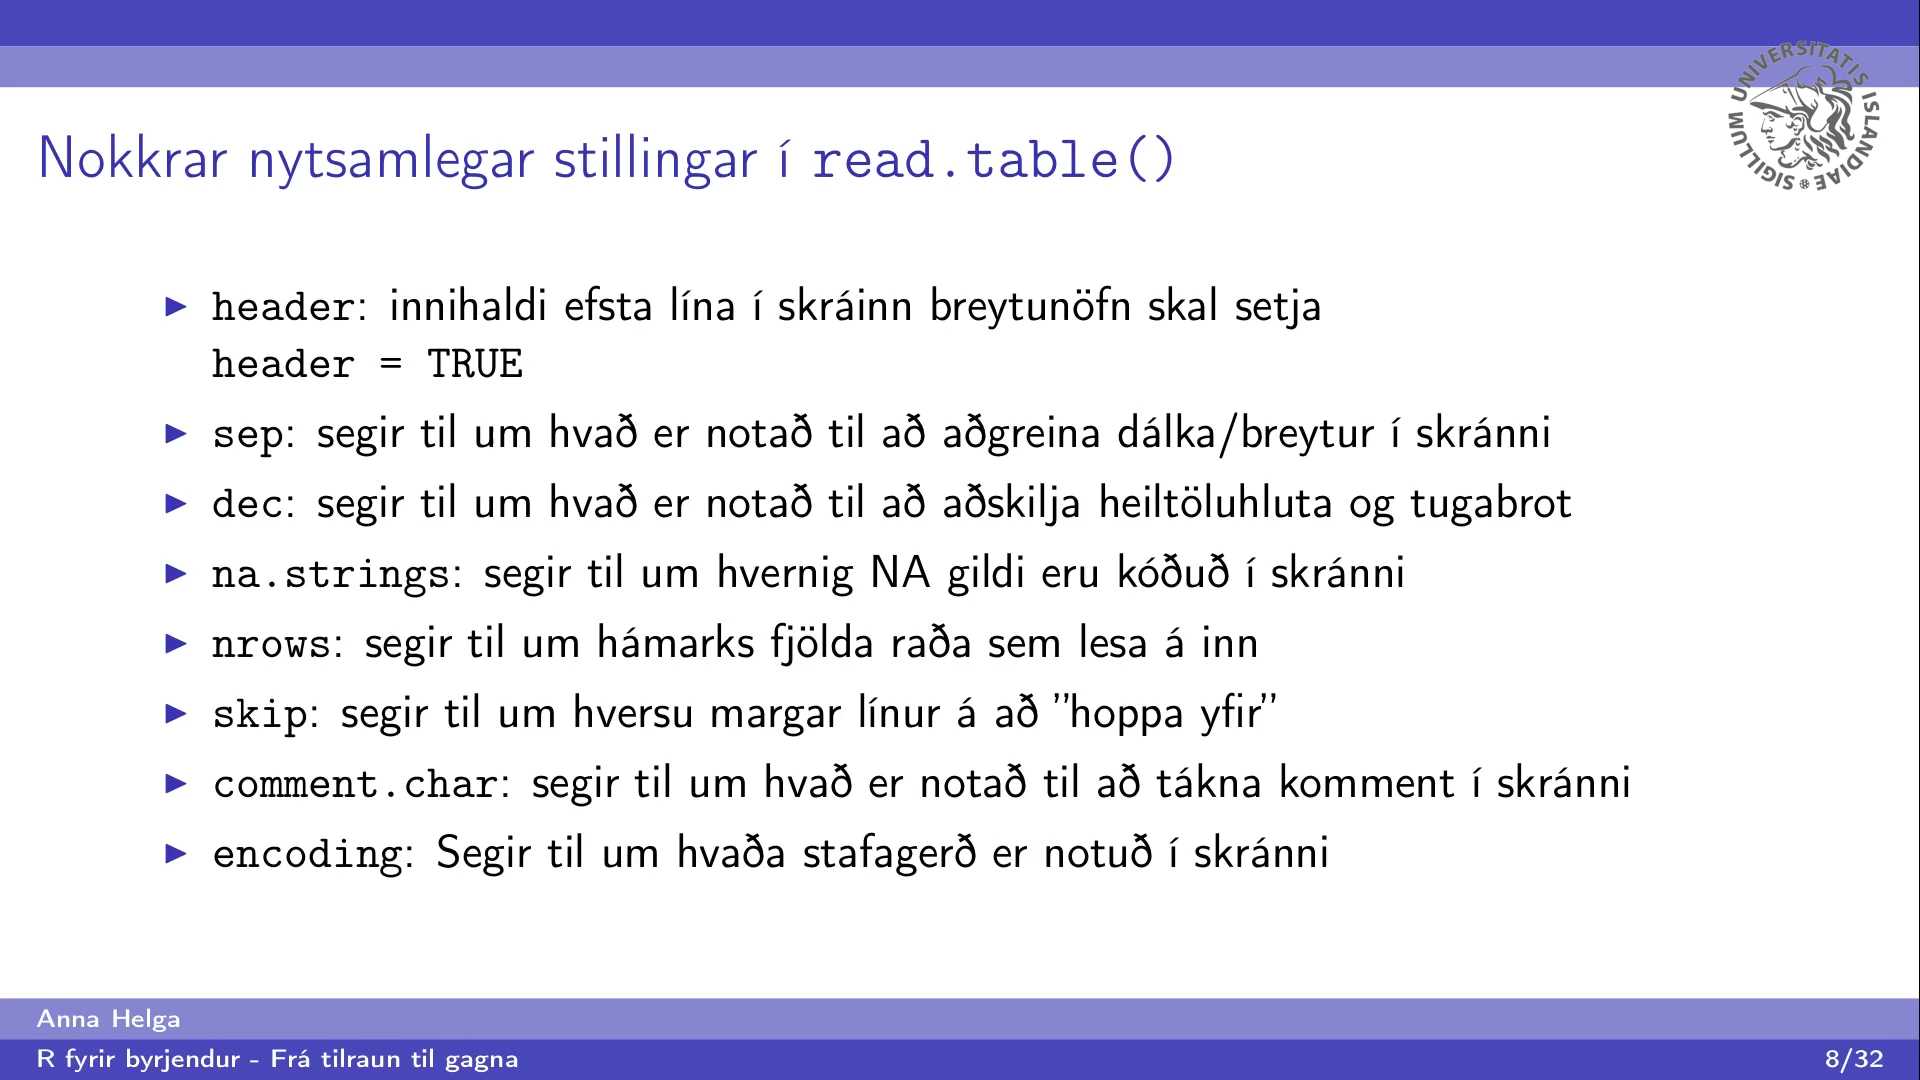 SIGILLUM UNIVERSITATIS ISLANDIAE
Nokkrar nytsamlegar stillingar í read.table()
header: innihaldi efsta lína í skráinn breytunöfn skal setja
header = TRUE
sep: segir til um hvað er notað til að aðgreina dálka/breytur í skránni
dec: segir til um hvað er notað til að aðskilja heiltöluhluta og tugabrot
na.strings: segir til um hvernig NA gildi eru kóðuð í skránni
nrows: segir til um hámarks fjölda raða sem lesa á inn
skip: segir til um hversu margar línur á að ”hoppa yfir”
comment.char: segir til um hvað er notað til að tákna komment í skránni
encoding: Segir til um hvaða stafagerð er notuð í skránni
Anna Helga
R fyrir byrjendur - Frá tilraun til gagna
8/32